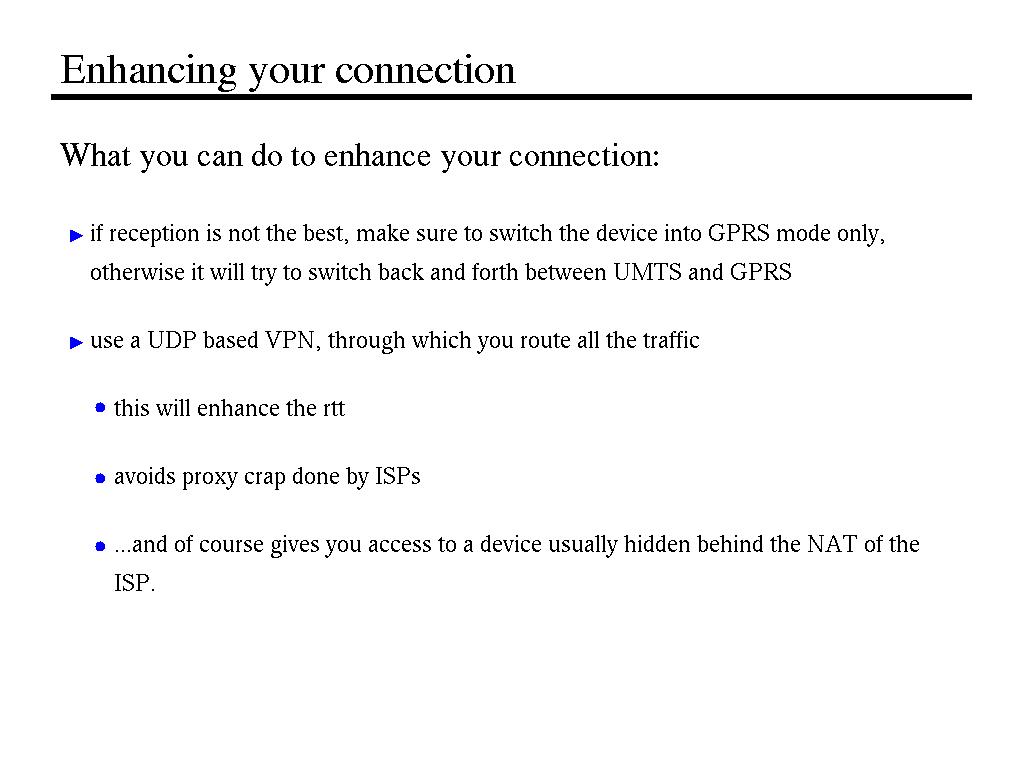 Enhancing your connection
What you can do to enhance your connection:
if reception is not the best, make sure to switch the device into GPRS mode only,
otherwise it will try to switch back and forth between UMTS and GPRS
use a UDP based VPN, through which you route all the traffic
this will enhance the rtt
avoids proxy crap done by ISPs
...and of course gives you access to a device usually hidden behind the NAT of the
ISP.